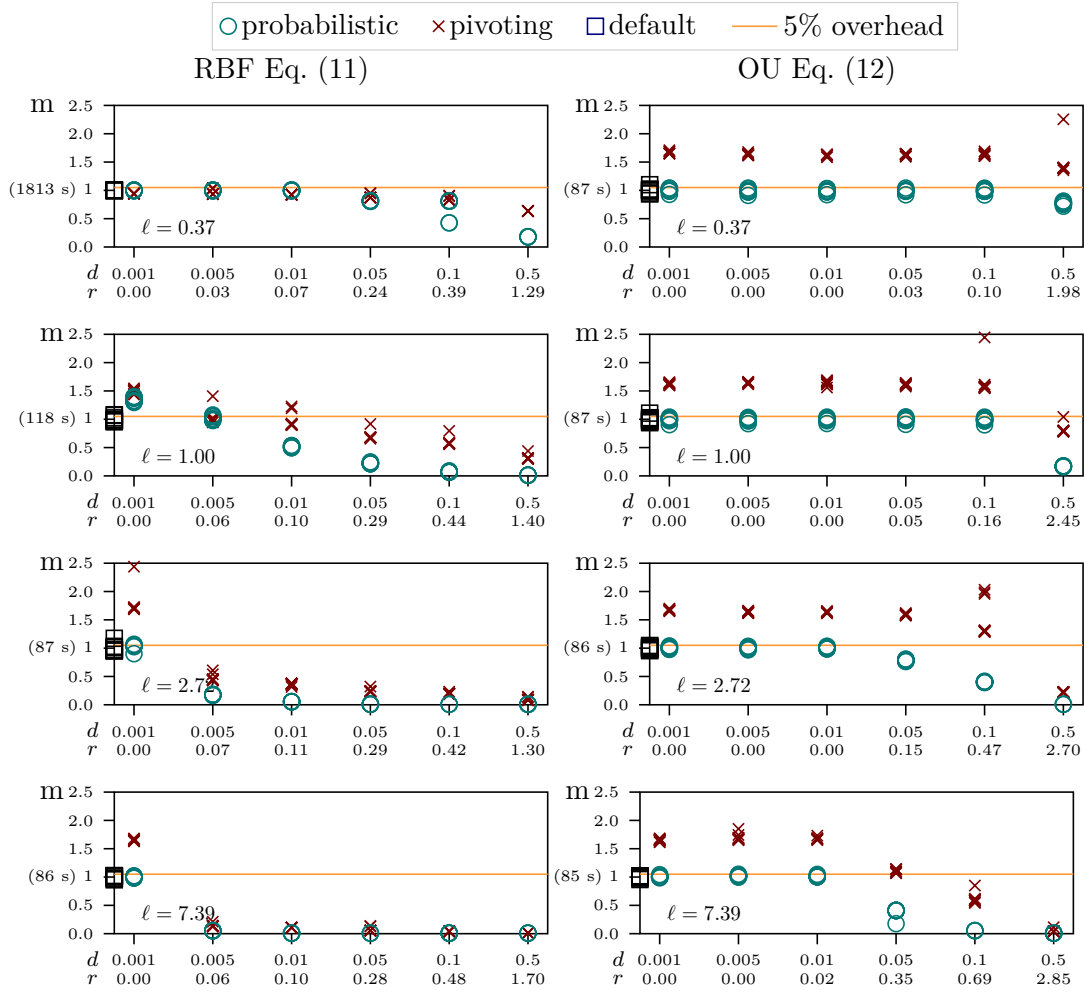 probabilistic pivoting default 5% overhead
RBF Eq. (11)
OU Eq. (12)
m
2.5
2.0
1.5
(1813 s) 1
0.5
0.0
ℓ = 0.37
d 0.001 0.005 0.01 0.05 0.1 0.5
r 0.00 0.03 0.07 0.24 0.39 1.29
m
2.5
2.0
1.5
(87 s) 1
0.5
0.0
ℓ = 0.37
d 0.001 0.005 0.01 0.05 0.1 0.5
r 0.00 0.00 0.00 0.03 0.10 1.98
m
2.5
2.0
1.5
(118 s) 1
0.5
0.0
ℓ = 1.00
d 0.001 0.005 0.01 0.05 0.1 0.5
r 0.00 0.06 0.10 0.29 0.44 1.40
m
2.5
2.0
1.5
(87 s) 1
0.5
0.0
ℓ = 1.00
d 0.001 0.005 0.01 0.05 0.1 0.5
r 0.00 0.00 0.00 0.05 0.16 2.45
m
2.5
2.0
1.5
(87 s) 1
0.5
0.0
ℓ = 2.72
d 0.001 0.005 0.01 0.05 0.1 0.5
r 0.00 0.07 0.11 0.29 0.42 1.30
m
2.5
2.0
1.5
(86 s) 1
0.5
0.0
ℓ = 2.72
d 0.001 0.005 0.01 0.05 0.1 0.5
r 0.00 0.00 0.00 0.15 0.47 2.70
m
2.5
2.0
1.5
(86 s) 1
0.5
0.0
ℓ = 7.39
d 0.001 0.005 0.01 0.05 0.1 0.5
r 0.00 0.06 0.10 0.28 0.48 1.70
m
2.5
2.0
1.5
(85 s) 1
0.5
0.0
ℓ = 7.39
d 0.001 0.005 0.01 0.05 0.1 0.5
r 0.00 0.00 0.02 0.35 0.69 2.85